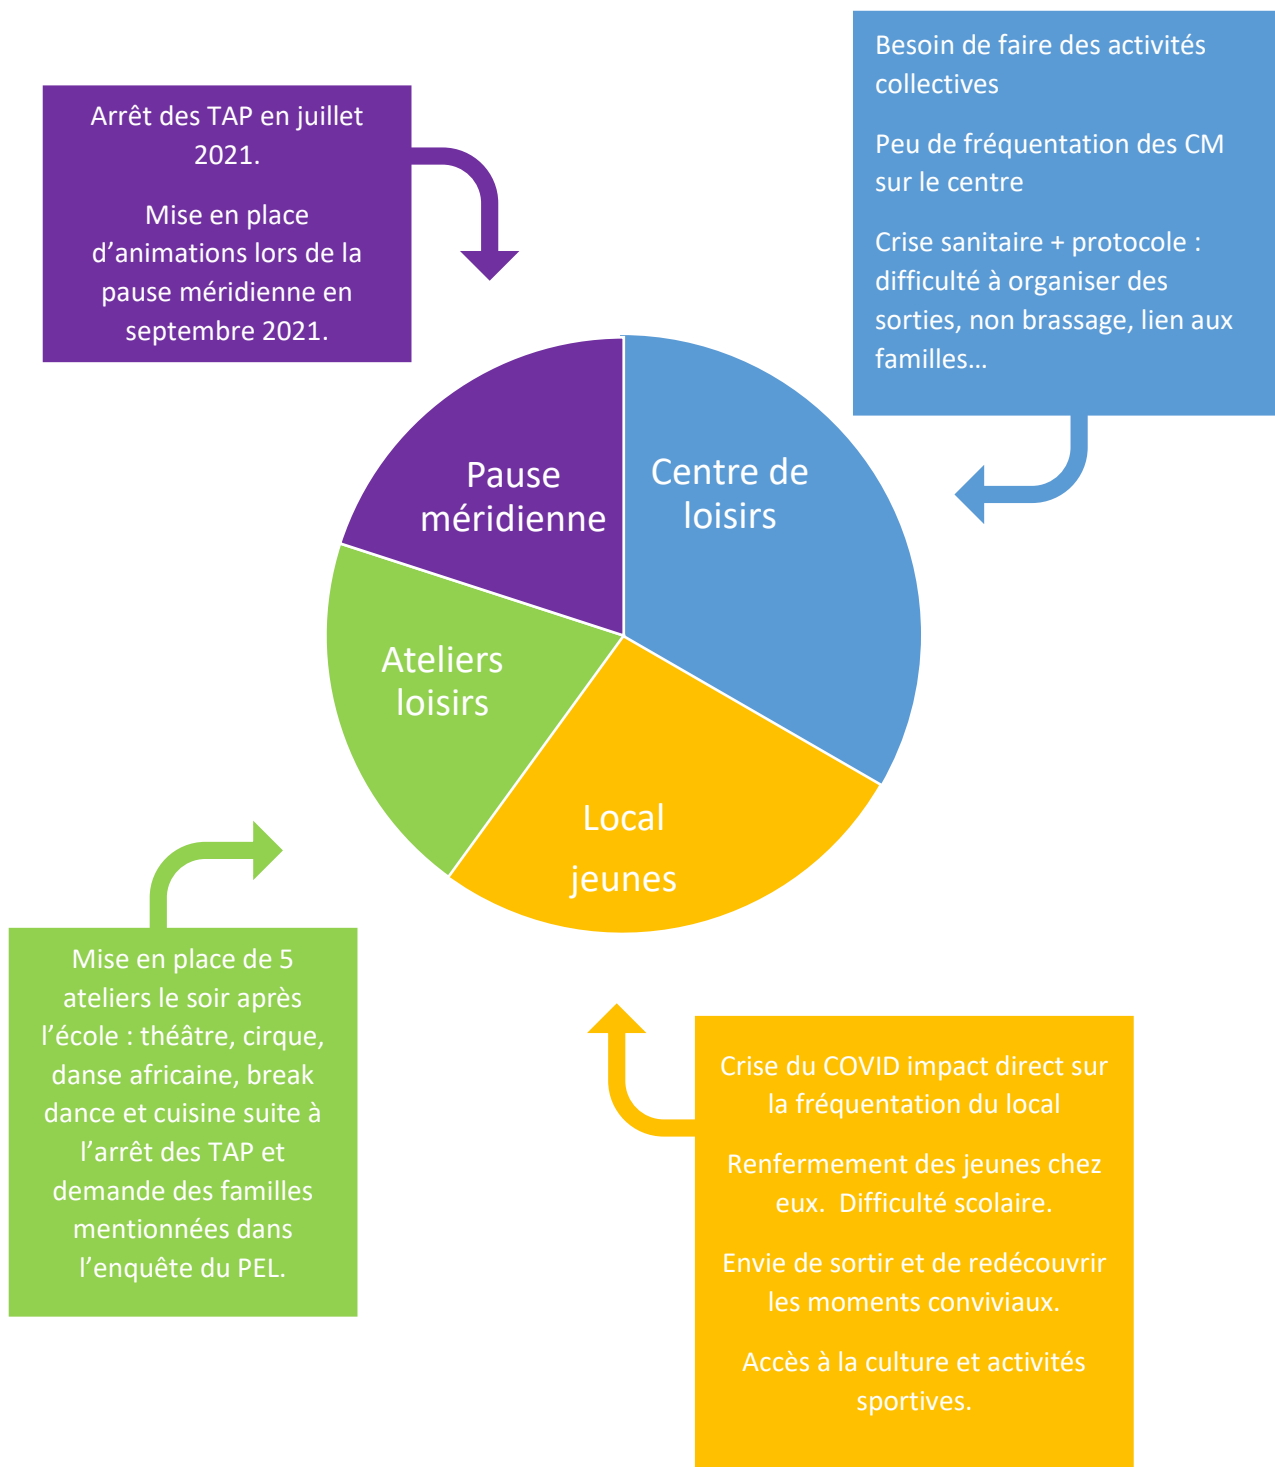 Besoin de faire des activités
collectives
Peu de fréquentation des CM
sur le centre
Crise sanitaire + protocole :
difficulté à organiser des
sorties, non brassage, lien aux
familles…
Arrêt des TAP en juillet
2021.
Mise en place
d’animations lors de la
pause méridienne en
septembre 2021.
Pause
méridienne
Centre de
loisirs
Ateliers
loisirs
Local
jeunes
Mise en place de 5
ateliers le soir après
l’école : théâtre, cirque,
danse africaine, break
dance et cuisine suite à
l’arrêt des TAP et
demande des familles
mentionnées dans
l’enquête du PEL.
Crise du COVID impact direct sur
la fréquentation du local
Renfermement des jeunes chez
eux.  Difficulté scolaire.
Envie de sortir et de redécouvrir
les moments conviviaux.
Accès à la culture et activités
sportives.